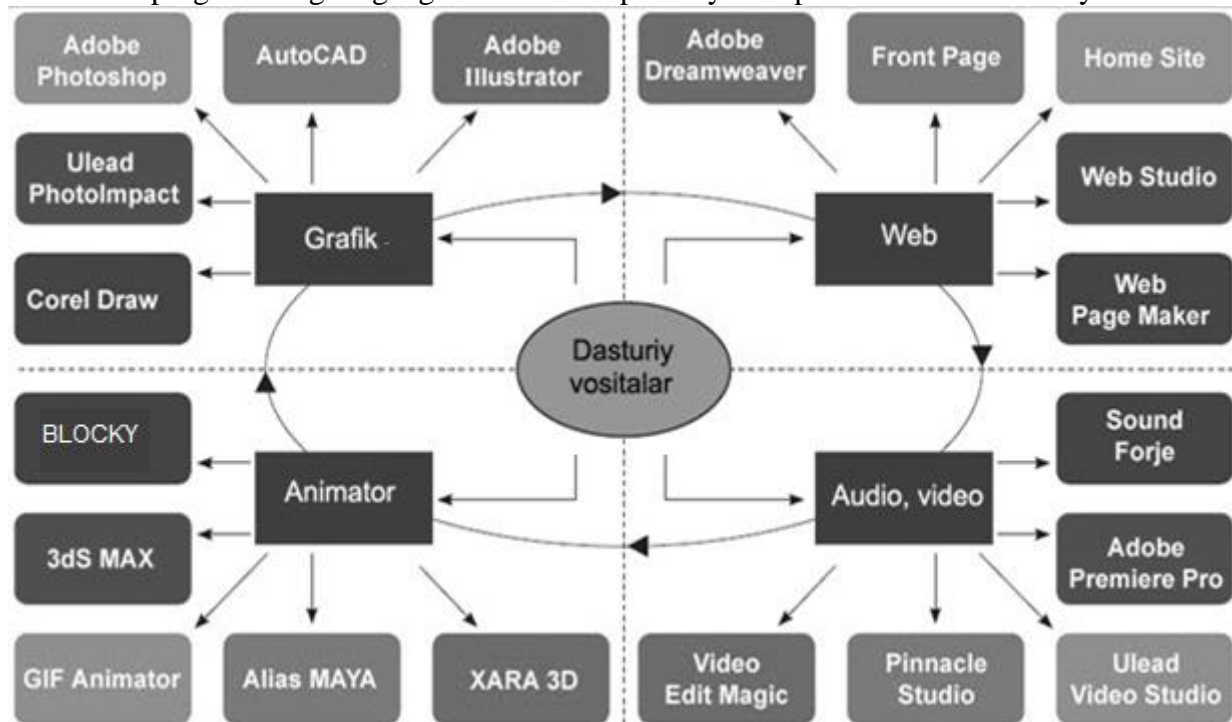 Adobe
Photoshop
AutoCAD
Adobe
Illustrator
Adobe
Dreamweaver
Front Page
Home Site
Ulead
PhotoImpact
Grafik
Web
Web Studio
Corel Draw
Web
Page Maker
Dasturiy
vositalar
BLOCKY
Sound
Forje
Animator
Audio, video
3dS MAX
Adobe
Premiere Pro
GIF Animator
Alias MAYA
XARA 3D
Video
Edit Magic
Pinnacle
Studio
Ulead
Video Studio